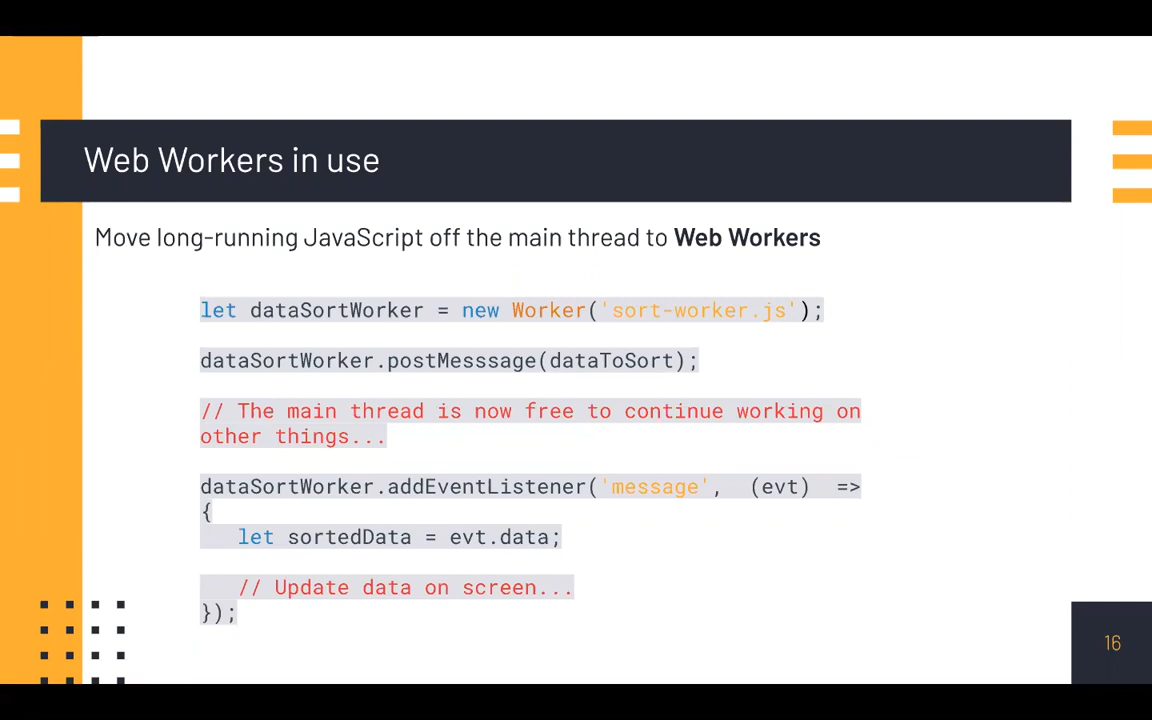 Web Workers in use
Move long-running JavaScript off the main thread to Web Workers
let dataSortWorker = new Worker('sort-worker.js');
dataSortWorker.postMesssage(dataToSort);
// The main thread is now free to continue working on
other things...
dataSortWorker.addEventListener('message', (evt) =>
{
let sortedData = evt.data;
// Update data on screen...
});
16